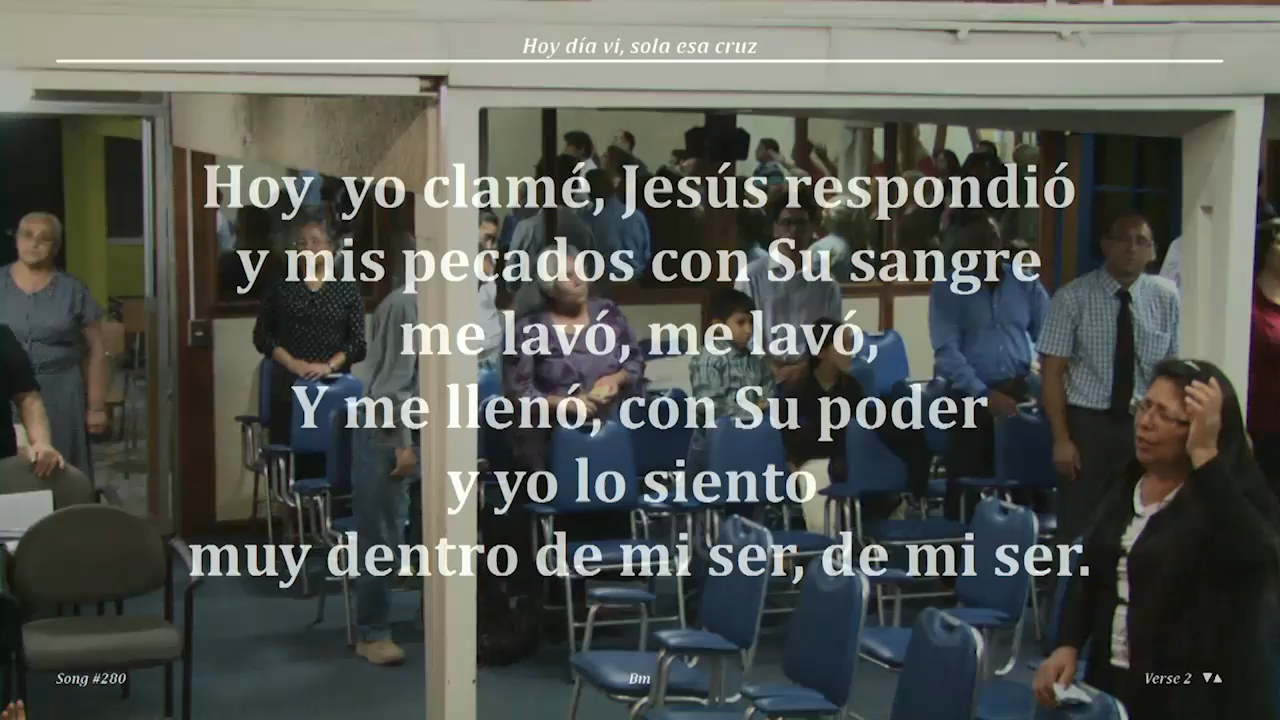 Hoy día vi, sola esa cruz
Hoy yo clamé, Jesús respondió
y mis pecados con Su sangre
me lavó, me lavó,
Y me llenó, con Su poder
y yo lo siento
muy dentro de mi ser, de mi ser.
Song #280
Bm
Verse 2 ▼▲